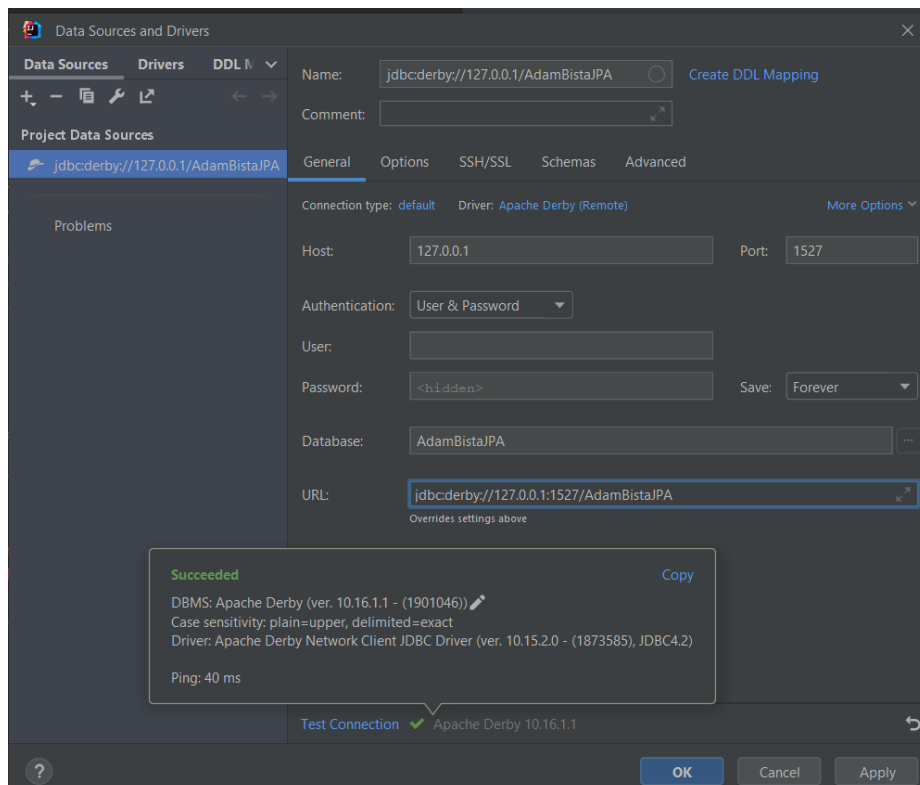 Data Sources and Drivers
Data Sources Drivers DDL M
Name: jdbc:derby://127.0.0.1/AdamBistaJPA Create DDL Mapping
Comment:
Project Data Sources
jdbc:derby://127.0.0.1/AdamBistaJPA
Problems
General Options SSH/SSL Schemas Advanced
Connection type: default Driver: Apache Derby (Remote) More Options
Host: 127.0.0.1 Port: 1527
Authentication: User & Password
User:
Password: <hidden> Save: Forever
Database: AdamBistaJPA ...
URL: jdbc:derby://127.0.0.1:1527/AdamBistaJPA
Overrides settings above
Succeeded Copy
DBMS: Apache Derby (ver. 10.16.1.1 - (1901046))
Case sensitivity: plain=upper, delimited=exact
Driver: Apache Derby Network Client JDBC Driver (ver. 10.15.2.0 - (1873585), JDBC4.2)
Ping: 40 ms
Test Connection Apache Derby 10.16.1.1
? OK Cancel Apply